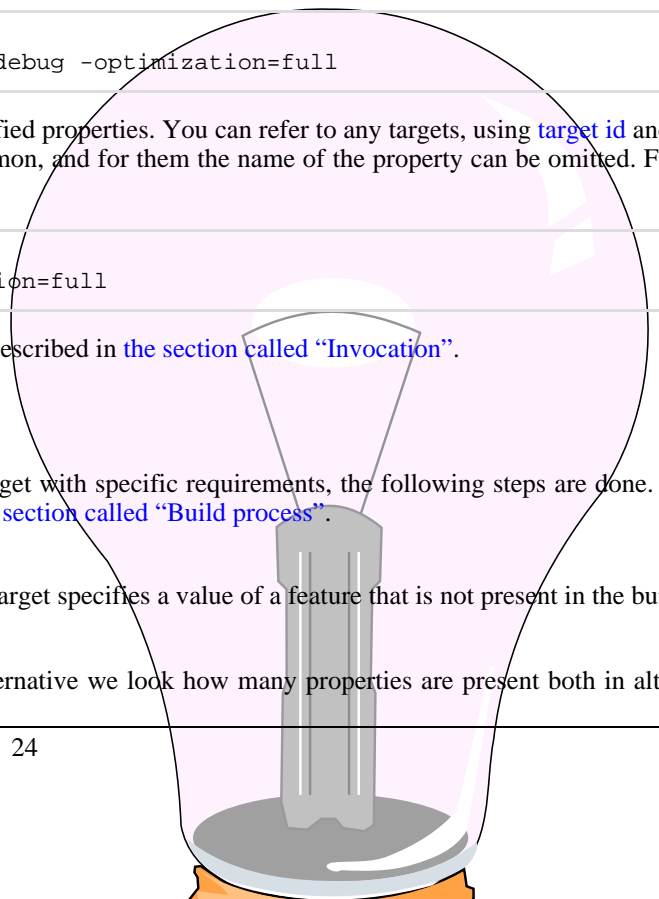 debug -optimization=full
fied properties. You can refer to any targets, using target id an
mon, and for them the name of the property can be omitted. F
ion=full
escribed in the section called “Invocation”.
get with specific requirements, the following steps are done.
section called “Build process”.
arget specifies a value of a feature that is not present in the bu
ernative we look how many properties are present both in alt
24